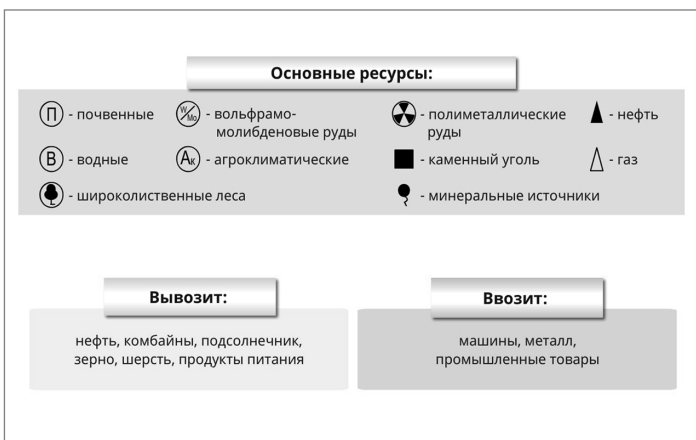 Основные ресурсы:
П - почвенные
W/Mo - вольфрамо-
молибденовые руды
- полиметаллические
руды
- нефть
В - водные
Ак - агроклиматические
- каменный уголь
- газ
- широколиственные леса
- минеральные источники
Вывозит:
нефть, комбайны, подсолнечник,
зерно, шерсть, продукты питания
Ввозит:
машины, металл,
промышленные товары